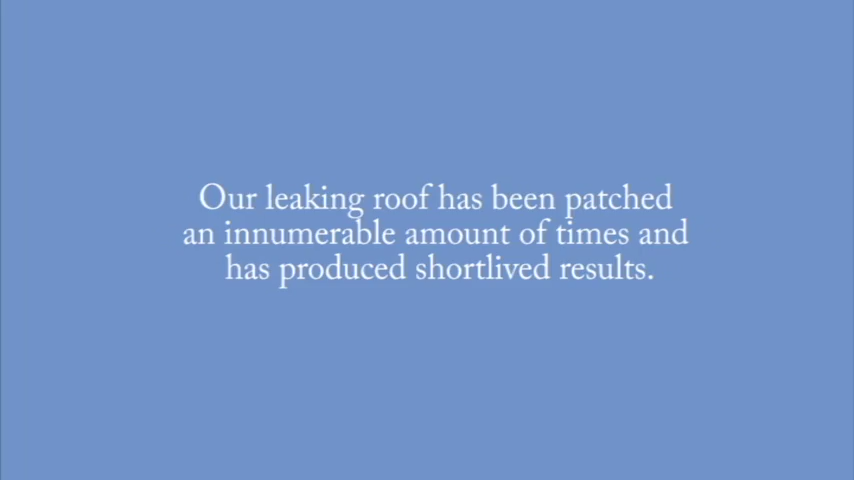 Our leaking roof has been patched
an innumerable amount of times and
has produced shortlived results.